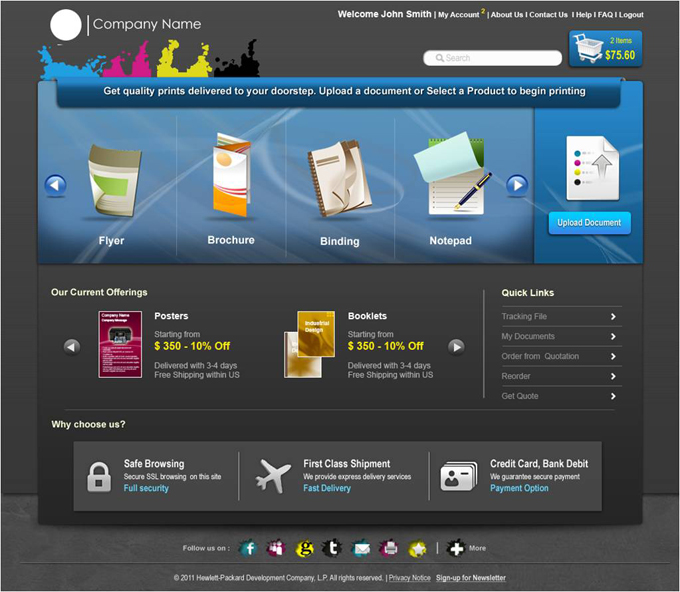 Company Name
Welcome John Smith | My Account 2 | About Us I Contact Us I Help I FAQ I Logout
Search
2 Items
$75.60
Get quality prints delivered to your doorstep. Upload a document or Select a Product to begin printing
Flyer
Brochure
Binding
Notepad
Upload Document
Our Current Offerings
Company Name
Company Message
Posters
Starting from
$ 350 - 10% Off
Delivered with 3-4 days
Free Shipping within US
Industrial
Design
Booklets
Starting from
$ 350 - 10% Off
Delivered with 3-4 days
Free Shipping within US
Quick Links
Tracking File
My Documents
Order from Quotation
Reorder
Get Quote
Why choose us?
Safe Browsing
Secure SSL browsing on this site
Full security
First Class Shipment
We provide express delivery services
Fast Delivery
Credit Card, Bank Debit
We guarantee secure payment
Payment Option
Follow us on :
More
© 2011 Hewlett-Packard Development Company, L.P. All rights reserved. | Privacy Notice Sign-up for Newsletter